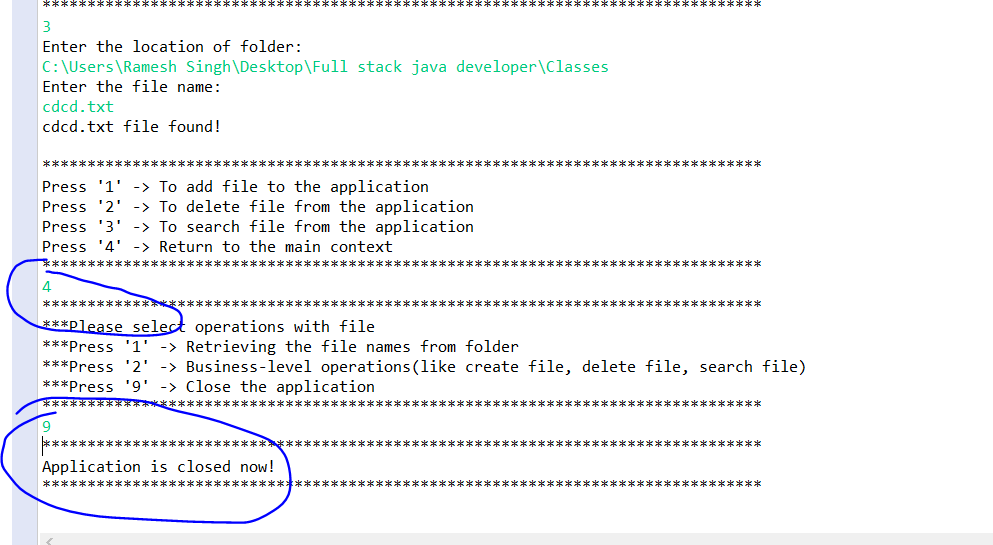 ********************************************************************************
3
Enter the location of folder:
C:\Users\Ramesh Singh\Desktop\Full stack java developer\Classes
Enter the file name:
cdcd.txt
cdcd.txt file found!
********************************************************************************
Press '1' -> To add file to the application
Press '2' -> To delete file from the application
Press '3' -> To search file from the application
Press '4' -> Return to the main context
********************************************************************************
4
********************************************************************************
***Please select operations with file
***Press '1' -> Retrieving the file names from folder
***Press '2' -> Business-level operations(like create file, delete file, search file)
***Press '9' -> Close the application
********************************************************************************
9
********************************************************************************
Application is closed now!
********************************************************************************